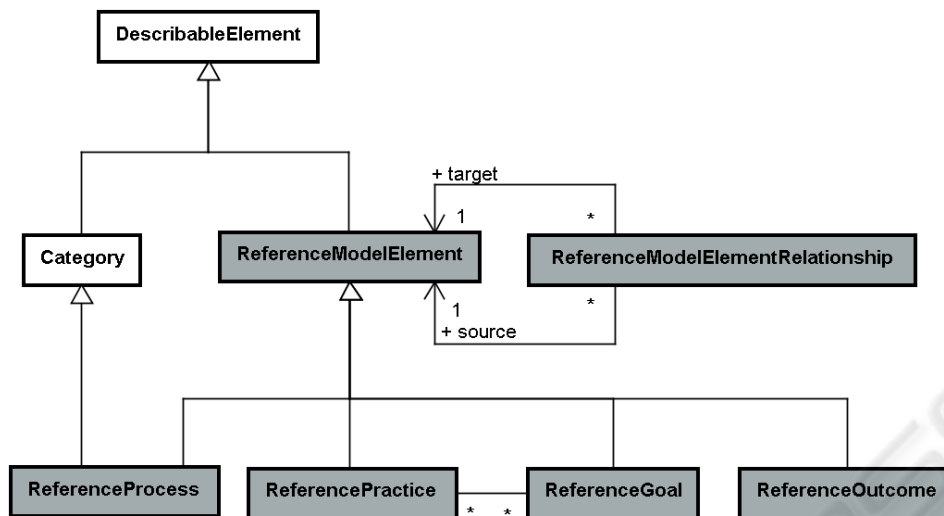 DescribableElement
+ target
1
*
Category
ReferenceModelElement
ReferenceModelElementRelationship
1
*
+ source
ReferenceProcess
ReferencePractice
ReferenceGoal
ReferenceOutcome
*
*